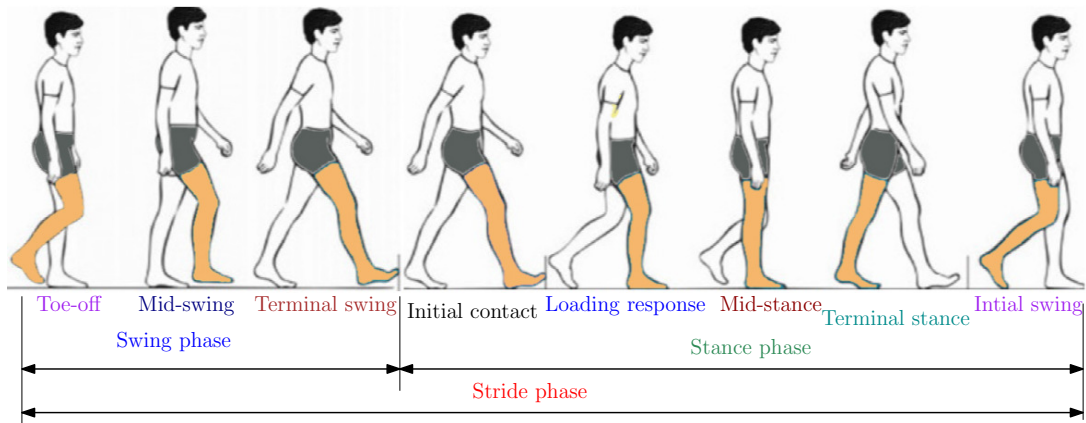 Toe-off
Mid-swing
Terminal swing
Initial contact
Loading response
Mid-stance
Terminal stance
Intial swing
Swing phase
Stance phase
Stride phase